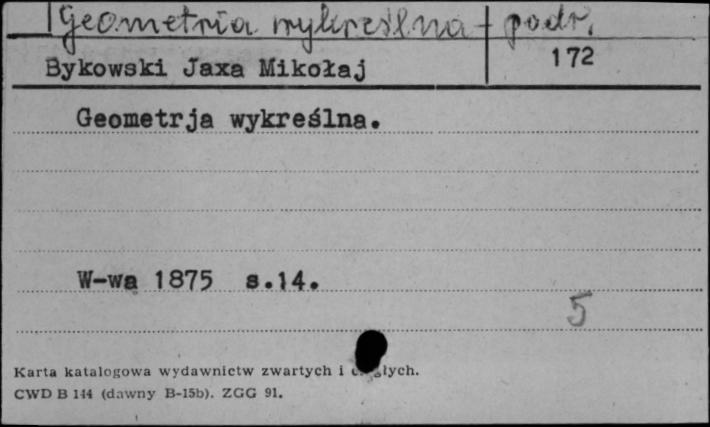 Geometria wykreślna - podr.
Bykowski Jaxa Mikołaj
172
Geometrja wykreślna.
W-wa 1875 s.14.
5
Karta katalogowa wydawnictw zwartych i
CWD B 144 (dawny B-15b). ZGG 91.